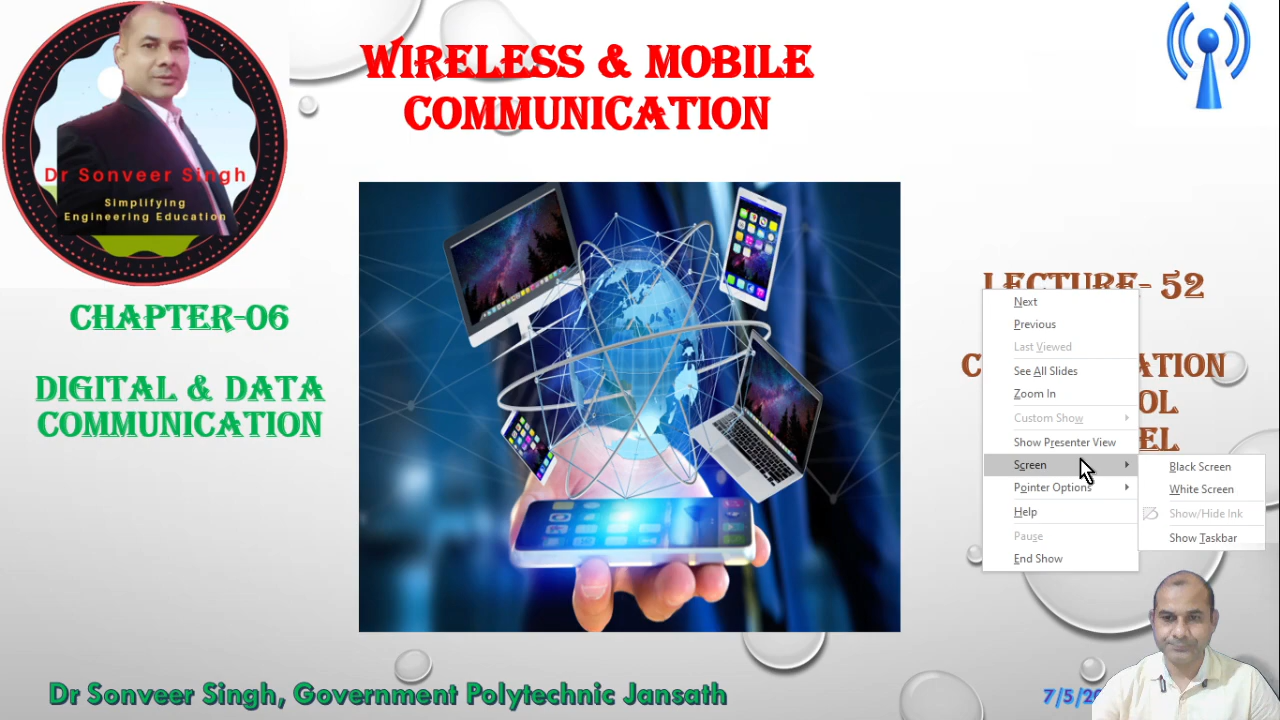 Dr Sonveer Singh
Simplifying
Engineering Education
WIRELESS & MOBILE
COMMUNICATION
CHAPTER-06
DIGITAL & DATA
COMMUNICATION
LECTURE- 52
Next
Previous
Last Viewed
See All Slides
Zoom In
Custom Show
Show Presenter View
Screen
Pointer Options
Help
Pause
End Show
Black Screen
White Screen
Show/Hide Ink
Show Taskbar
Dr Sonveer Singh, Government Polytechnic Jansath